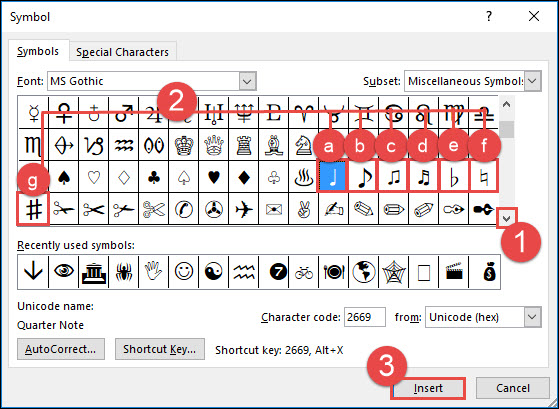 Symbol
Symbols Special Characters
Font: MS Gothic Subset: Miscellaneous Symbols
2
a b c d e f
g
1
Recently used symbols:
Unicode name:
Quarter Note Character code: 2669 from: Unicode (hex)
AutoCorrect... Shortcut Key... Shortcut key: 2669, Alt+X
3
Insert Cancel